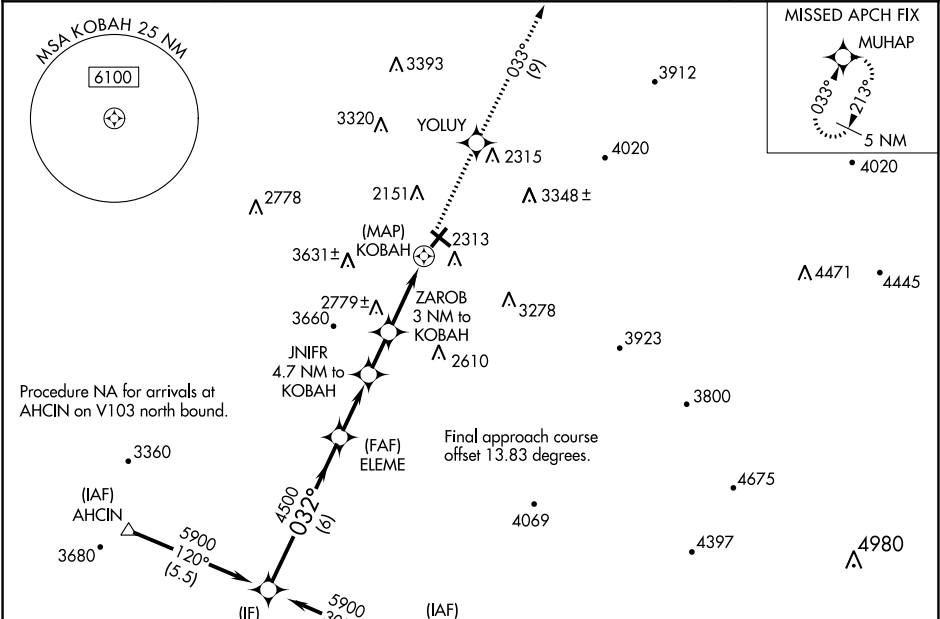 MSA KOBAH 25 NM
6100
MISSED APCH FIX
MUHAP
033°
213°
5 NM
033°
(9)
3393
3912
3320
YOLUY
2315
4020
4020
2778
2151
3348±
(MAP)
KOBAH
2313
3631±
4471
4445
2779±
ZAROB
3 NM to
KOBAH
3278
3660
3923
JNIFR
4.7 NM to
KOBAH
2610
Procedure NA for arrivals at
AHCIN on V103 north bound.
3800
(FAF)
ELEME
Final approach course
offset 13.83 degrees.
3360
4675
(IAF)
AHCIN
4500
032°
(6)
4069
3680
5900
120°
(5.5)
4397
4980
5900
(IF)
(IAF)